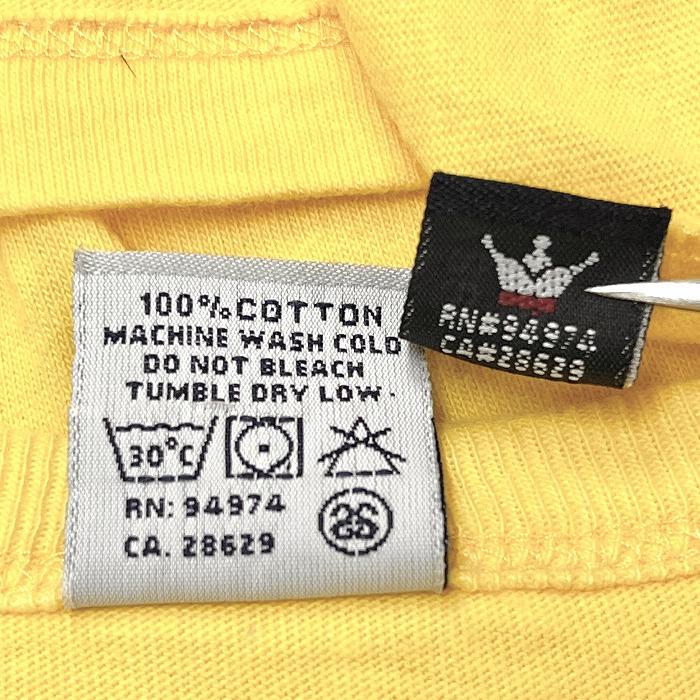 100% COTTON
MACHINE WASH COLD
DO NOT BLEACH
TUMBLE DRY LOW.
30°C
RN: 94974
CA. 28629
SS
RN#94974
CA#28629